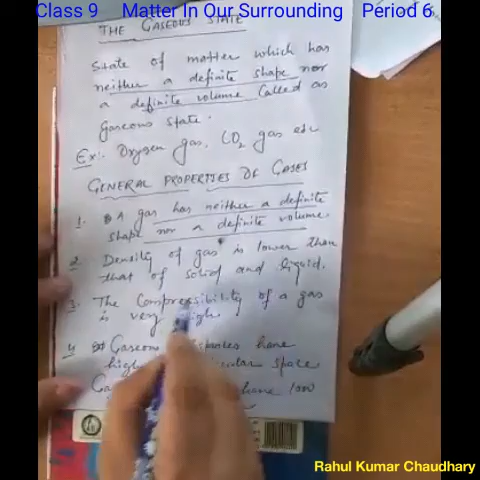 Class 9 Matter In Our Surrounding Period 6
THE GASEOUS STATE
State of matter which has
neither a definite shape nor
a definite volume called as
Gaseous state.
Ex:- Oxygen gas, CO2 gas etc
GENERAL PROPERTIES OF GASES
1. A gas has neither a definite
shape nor a definite volume.
2. Density of gas is lower than
that of solid and liquid.
3. The Compressibility of a gas
is very high.
4. Gaseous have
high space
have low
Rahul Kumar Chaudhary